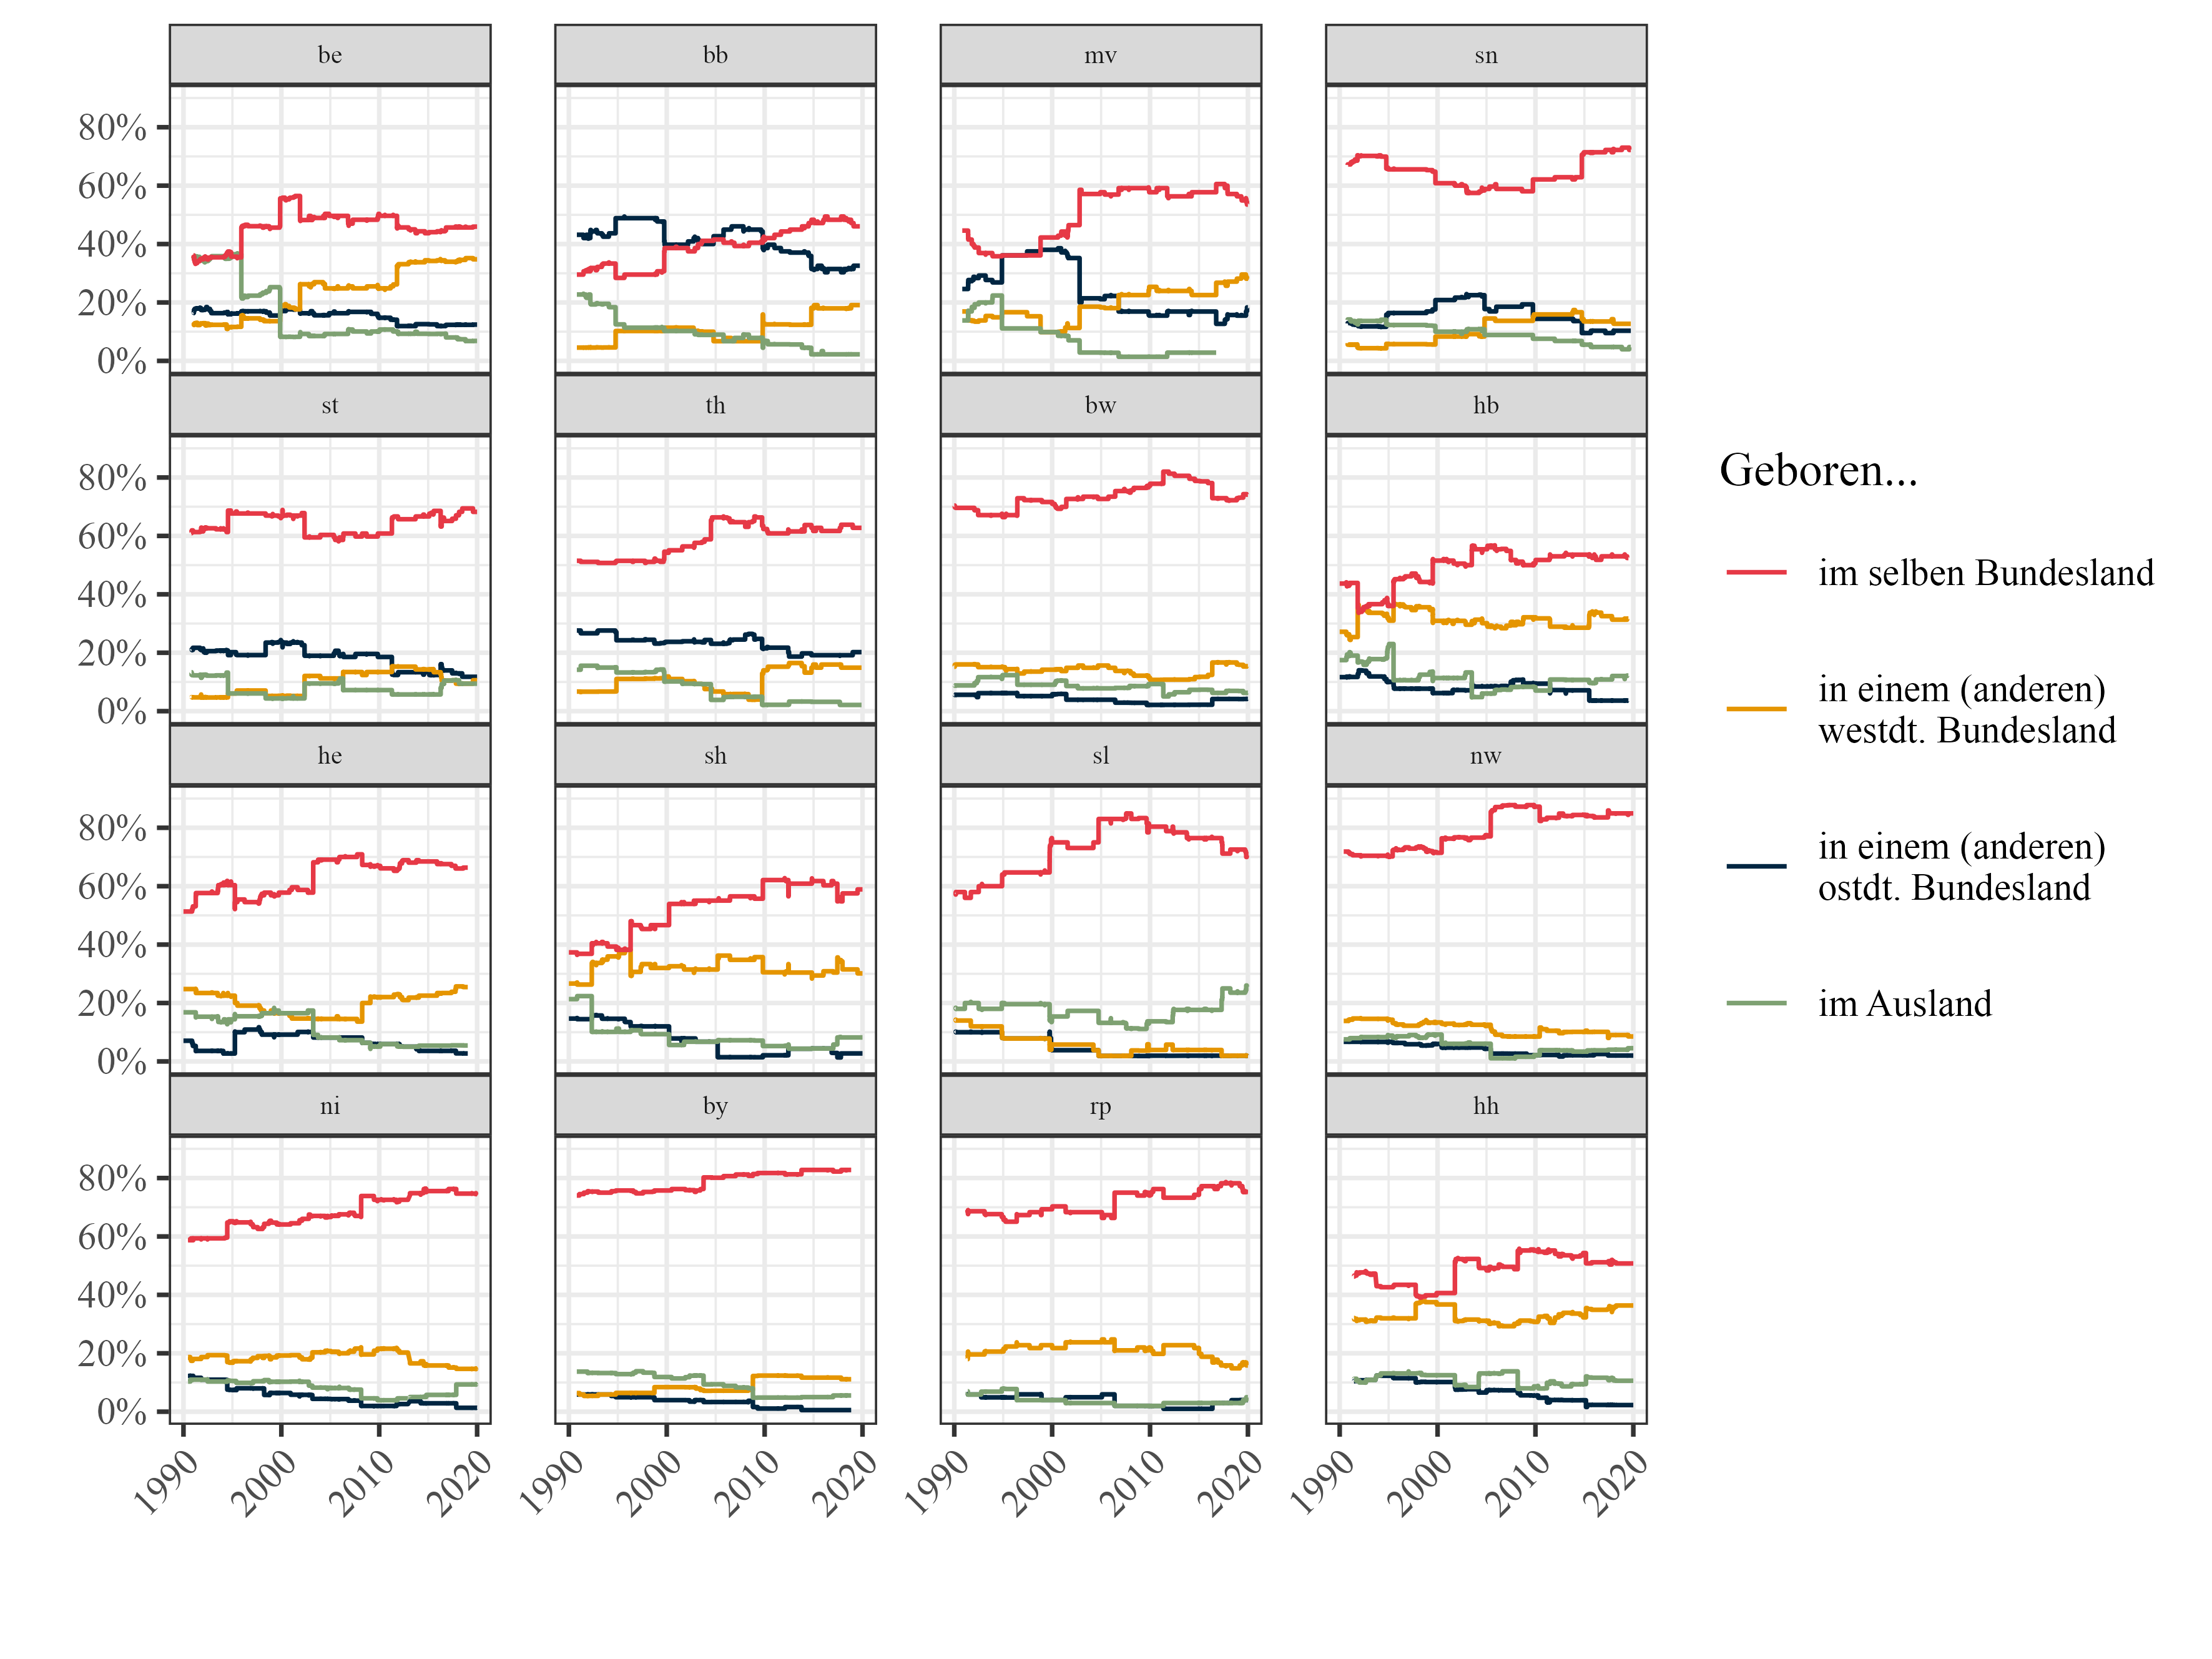 be
bb
mv
sn
80%
60%
40%
20%
0%
st
th
bw
hb
80%
60%
40%
20%
0%
he
sh
sl
nw
80%
60%
40%
20%
0%
ni
by
rp
hh
80%
60%
40%
20%
0%
1990
2000
2010
2020
1990
2000
2010
2020
1990
2000
2010
2020
1990
2000
2010
2020
Geboren...
im selben Bundesland
in einem (anderen)
westdt. Bundesland
in einem (anderen)
ostdt. Bundesland
im Ausland